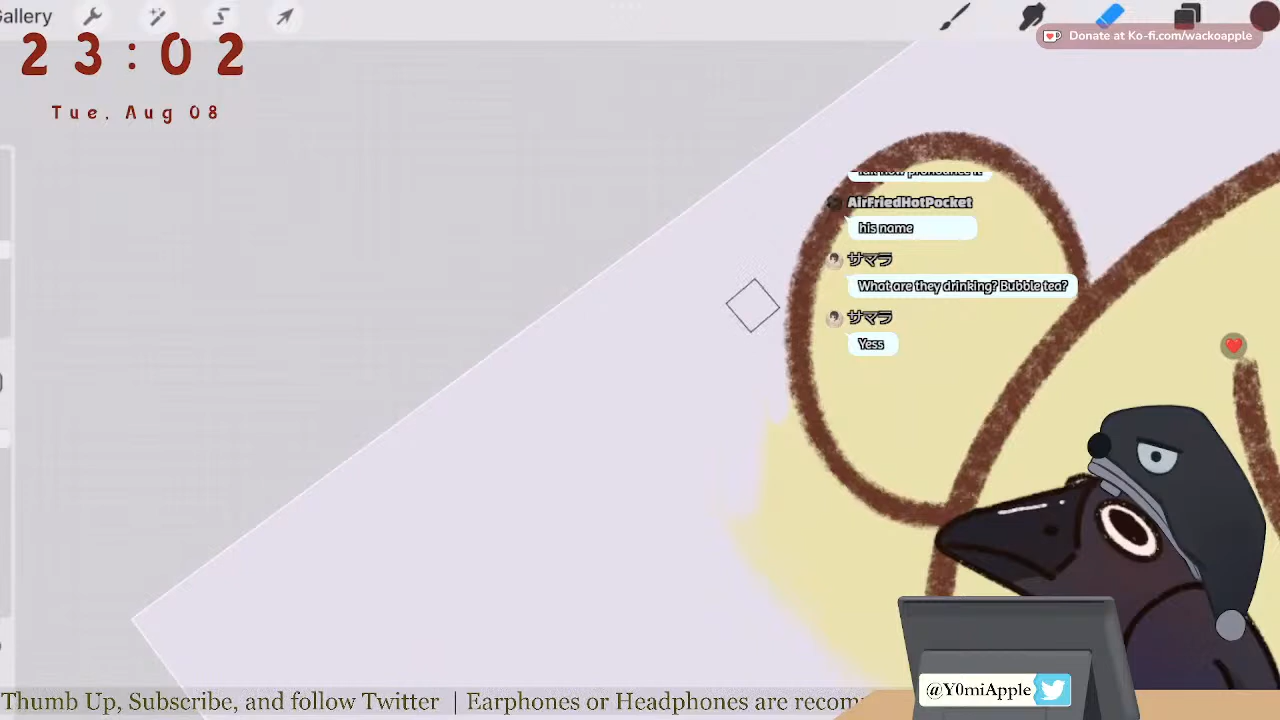 Gallery
Donate at Ko-fi.com/wackoapple
23:02
Tue. Aug 08
AirFriedHotPocket
his name
サマラ
What are they drinking? Bubble tea?
サマラ
Yess
@Y0miApple
Thumb Up, Subscribe, and follow Twitter | Earphones or Headphones are recom